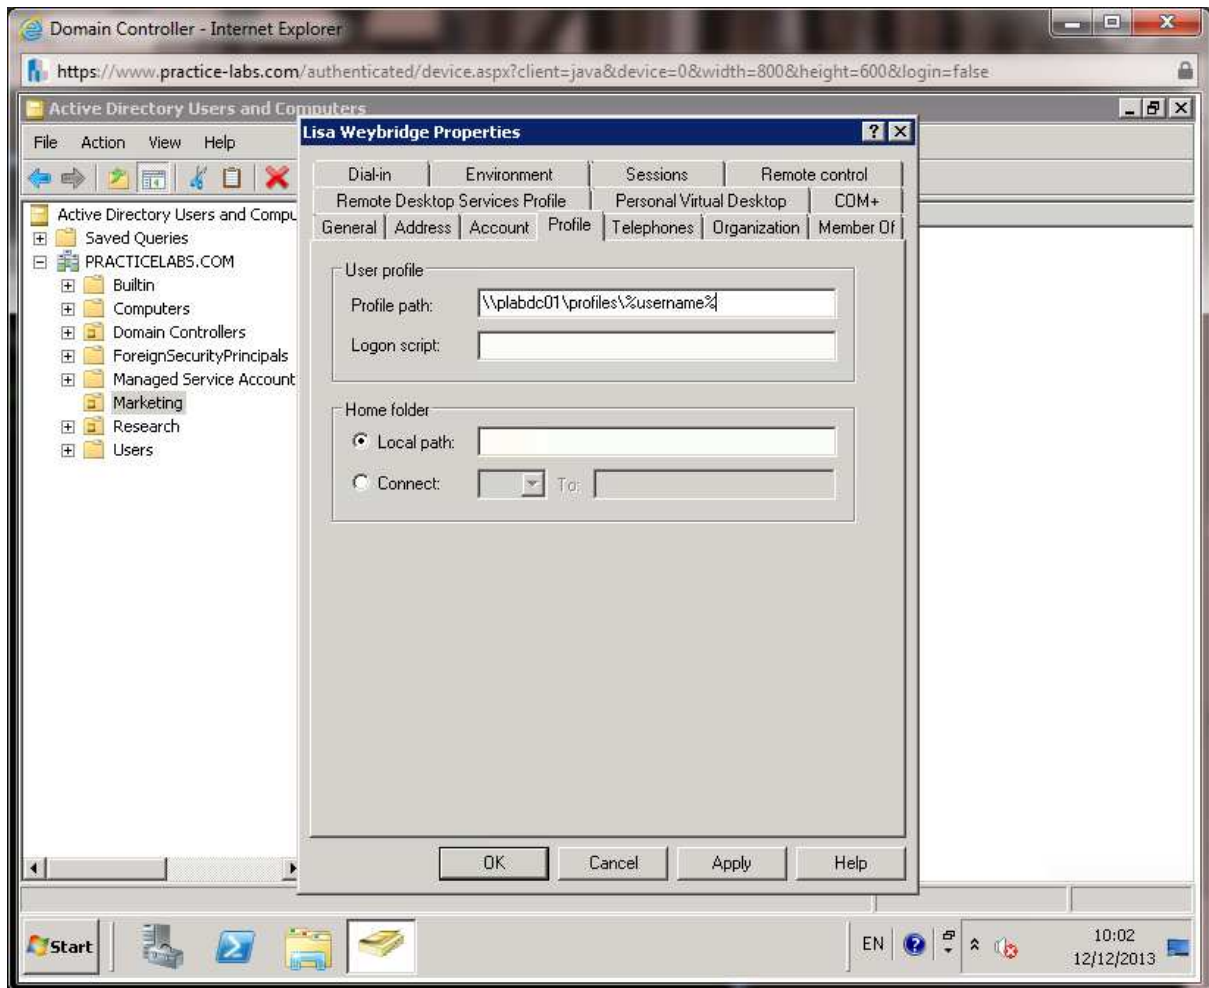 Domain Controller - Internet Explorer
https://www.practice-labs.com/authenticated/device.aspx?client=java&device=0&width=800&height=600&login=false
Active Directory Users and Computers
File Action View Help
Active Directory Users and Compu
Saved Queries
PRACTICELABS.COM
Builtin
Computers
Domain Controllers
ForeignSecurityPrincipals
Managed Service Account
Marketing
Research
Users
Lisa Weybridge Properties
Dial-in Environment Sessions Remote control
Remote Desktop Services Profile Personal Virtual Desktop COM+
General Address Account Profile Telephones Organization Member Of
User profile
Profile path: \\plabdc01\profiles\%username%
Logon script:
Home folder
Local path:
Connect: To:
OK Cancel Apply Help
Start EN 10:02
12/12/2013